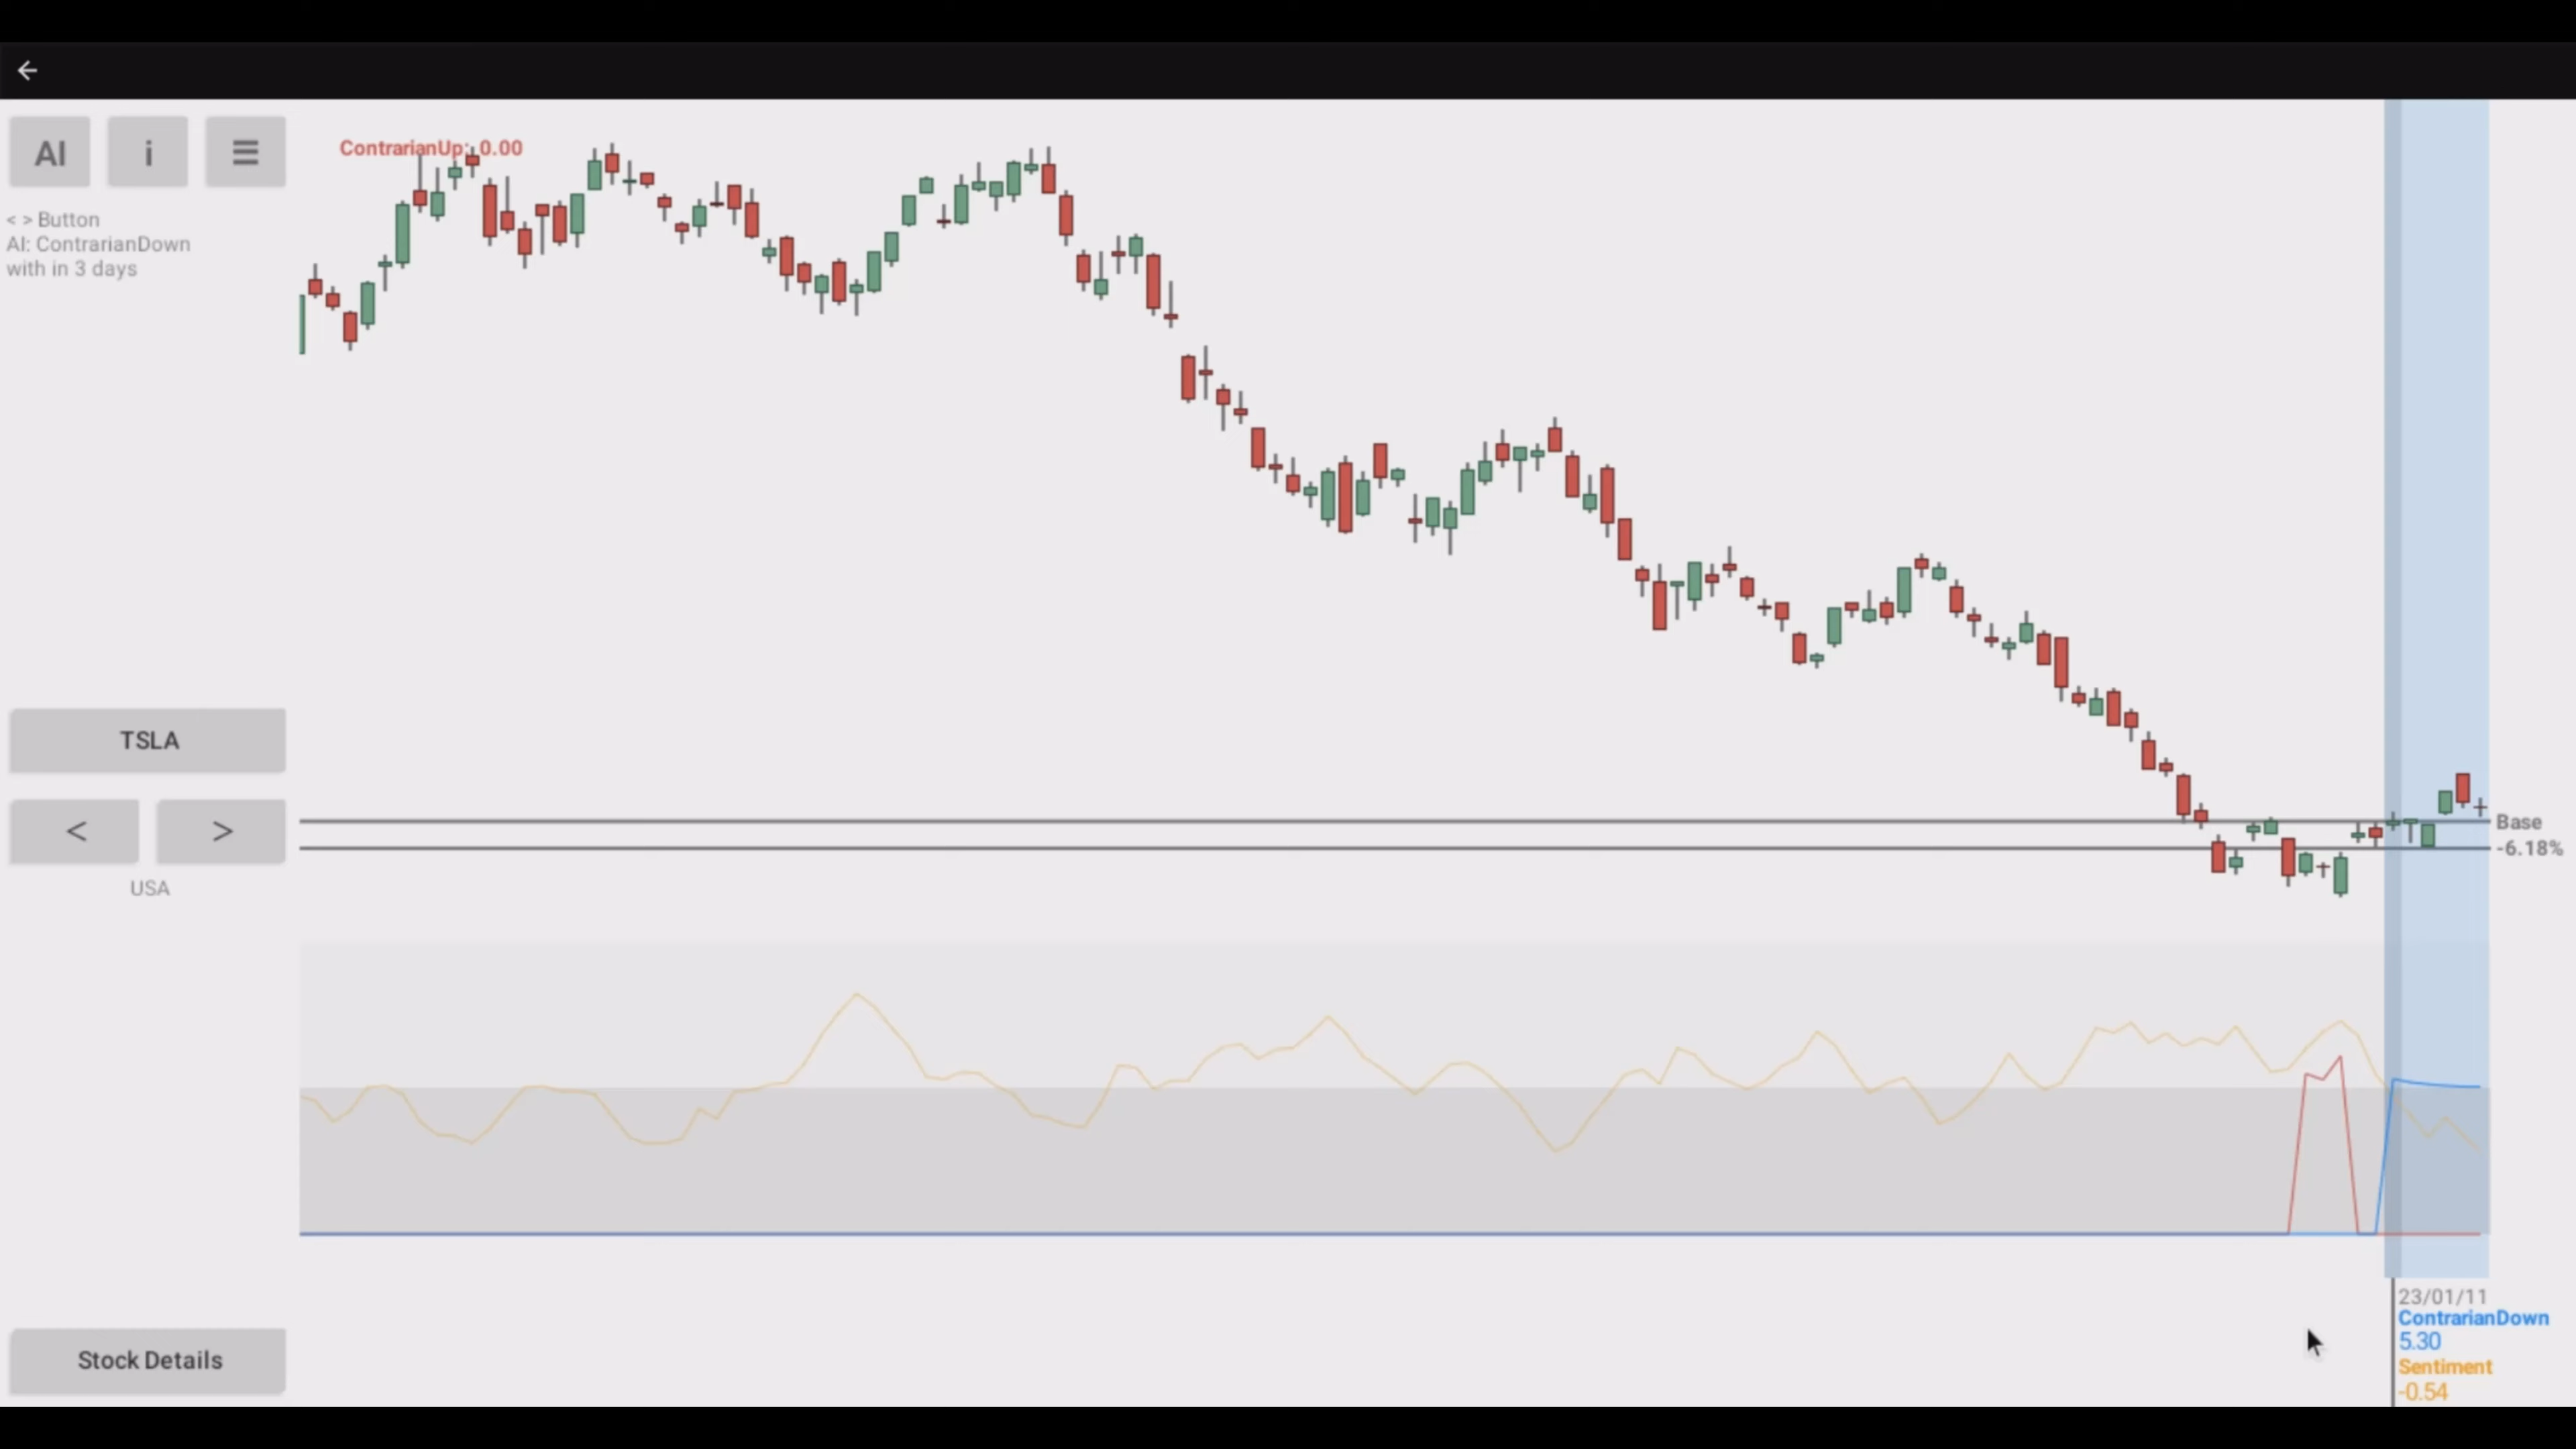 AI
i
ContrarianUp: 0.00
< > Button
AI: ContrarianDown
with in 3 days
TSLA
<
>
USA
Base
-6.18%
Stock Details
23/01/11
ContrarianDown
5.30
Sentiment
-0.54